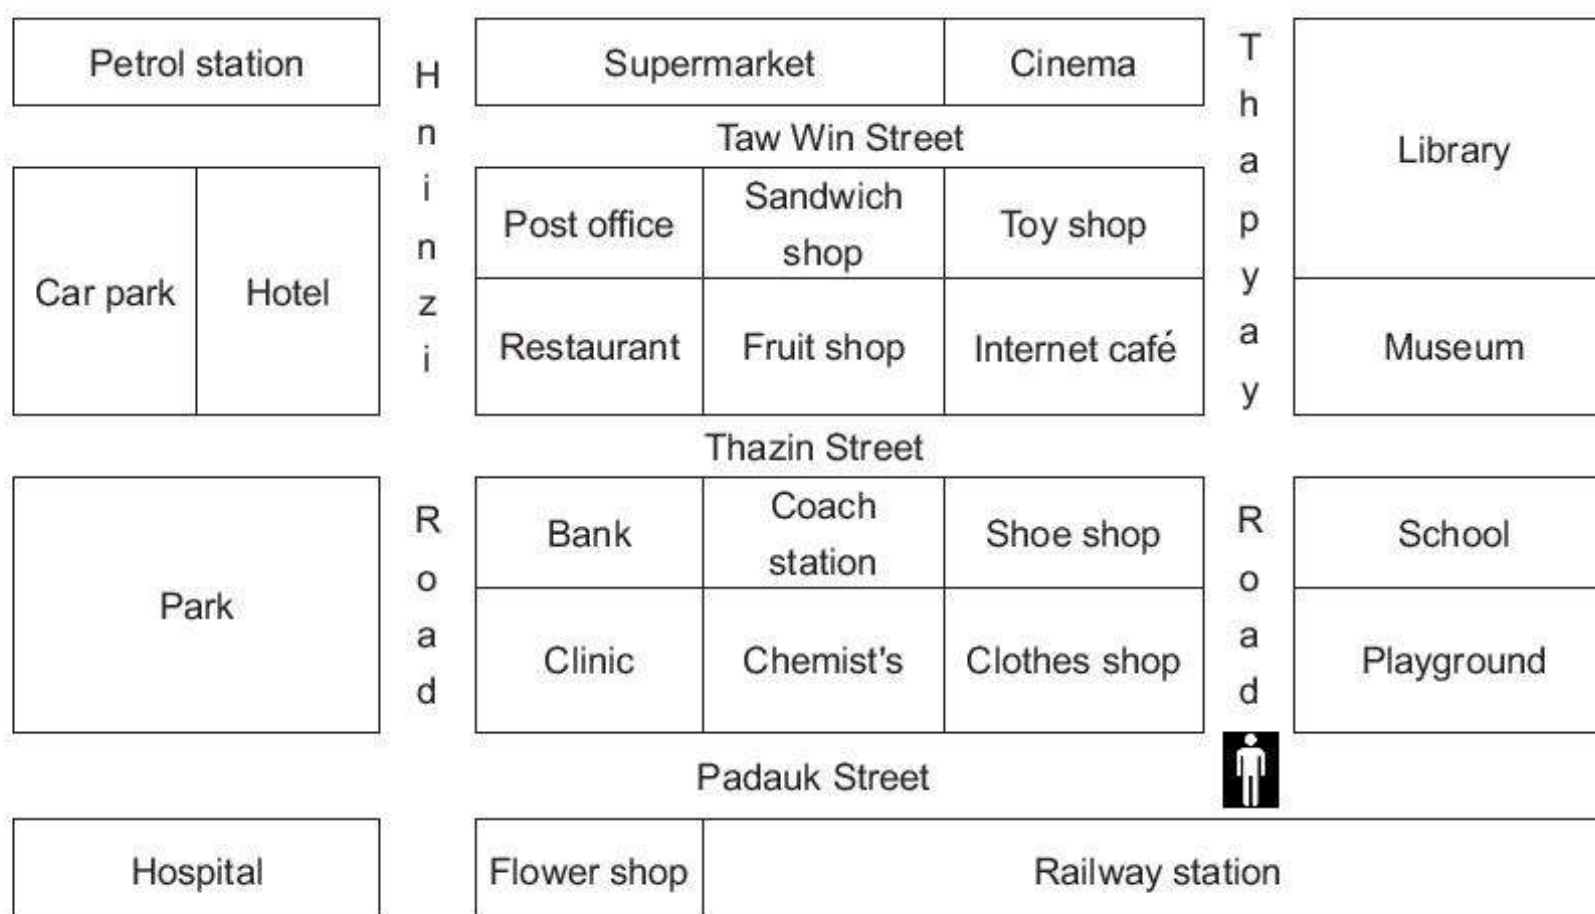 Petrol station
Supermarket
Cinema
Library
Hninzi Road
Thapyay Road
Taw Win Street
Car park
Hotel
Post office
Sandwich
shop
Toy shop
Restaurant
Fruit shop
Internet café
Museum
Thazin Street
Park
Bank
Coach
station
Shoe shop
School
Clinic
Chemist's
Clothes shop
Playground
Padauk Street
Hospital
Flower shop
Railway station